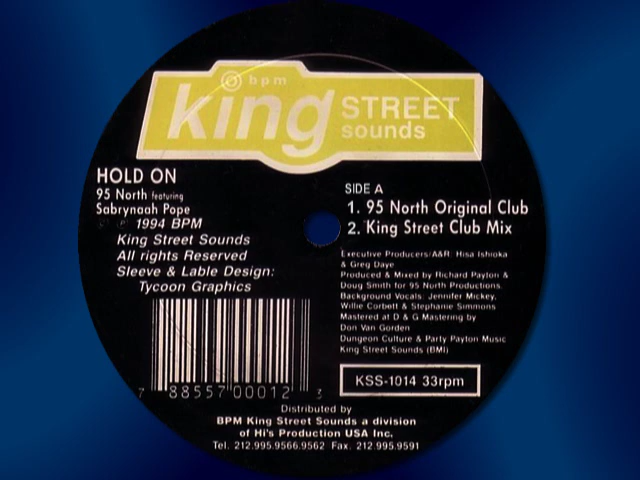 bpm
king STREET
sounds
HOLD ON
95 North featuring
Sabrynaah Pope
℗ © 1994 BPM
King Street Sounds
All rights Reserved
Sleeve & Lable Design:
Tycoon Graphics
7 88557 00012 3
SIDE A
1. 95 North Original Club
2. King Street Club Mix
Executive Producers/A&R: Hisa Ishioka
& Greg Daye
Produced & Mixed by Richard Payton &
Doug Smith for 95 North Productions.
Background Vocals: Jennifer Mickey,
Willie Corbett & Stephanie Simmons
Mastered at D & G Mastering by
Don Van Gorden
Dungeon Culture & Party Payton Music
King Street Sounds (BMI)
KSS-1014 33rpm
Distributed by
BPM King Street Sounds a division
of Hi's Production USA Inc.
Tel. 212.995.9566.9562 Fax.212.995.9591